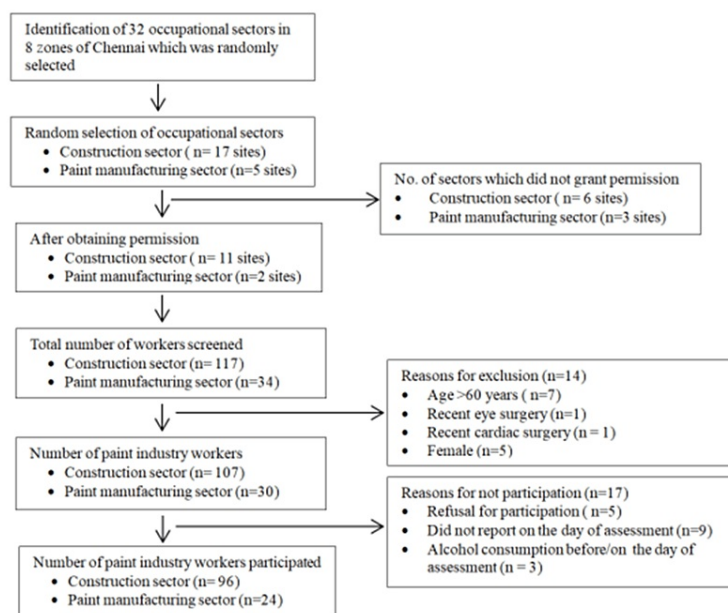 Identification of 32 occupational sectors in
8 zones of Chennai which was randomly
selected
Random selection of occupational sectors
• Construction sector ( n= 17 sites)
• Paint manufacturing sector (n=5 sites)
No. of sectors which did not grant permission
• Construction sector ( n= 6 sites)
• Paint manufacturing sector (n=3 sites)
After obtaining permission
• Construction sector ( n= 11 sites)
• Paint manufacturing sector (n=2 sites)
Total number of workers screened
• Construction sector (n= 117)
• Paint manufacturing sector (n=34)
Reasons for exclusion (n=14)
• Age >60 years ( n=7)
• Recent eye surgery (n=1)
• Recent cardiac surgery (n = 1)
• Female (n=5)
Number of paint industry workers
• Construction sector (n= 107)
• Paint manufacturing sector (n=30)
Reasons for not participation (n=17)
• Refusal for participation ( n=5)
• Did not report on the day of assessment (n=9)
• Alcohol consumption before/on the day of
assessment (n = 3)
Number of paint industry workers participated
• Construction sector (n= 96)
• Paint manufacturing sector (n=24)